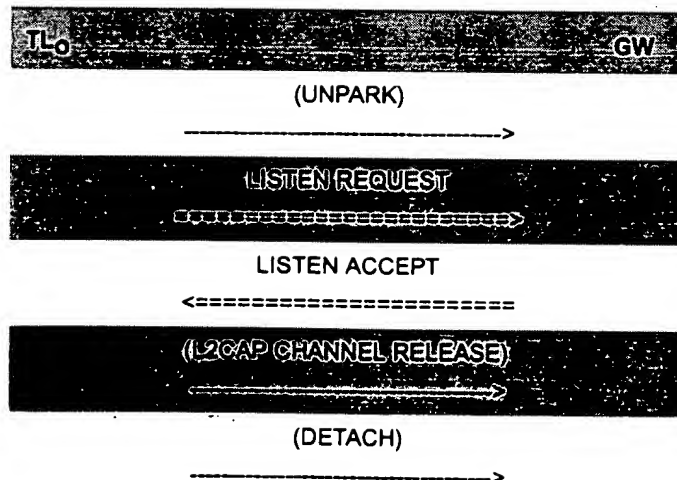 TLO GW
(UNPARK)
-------------------------------->
LISTEN REQUEST
========================>
LISTEN ACCEPT
<========================
(L2CAP CHANNEL RELEASE)
(DETACH)
-------------------------------->